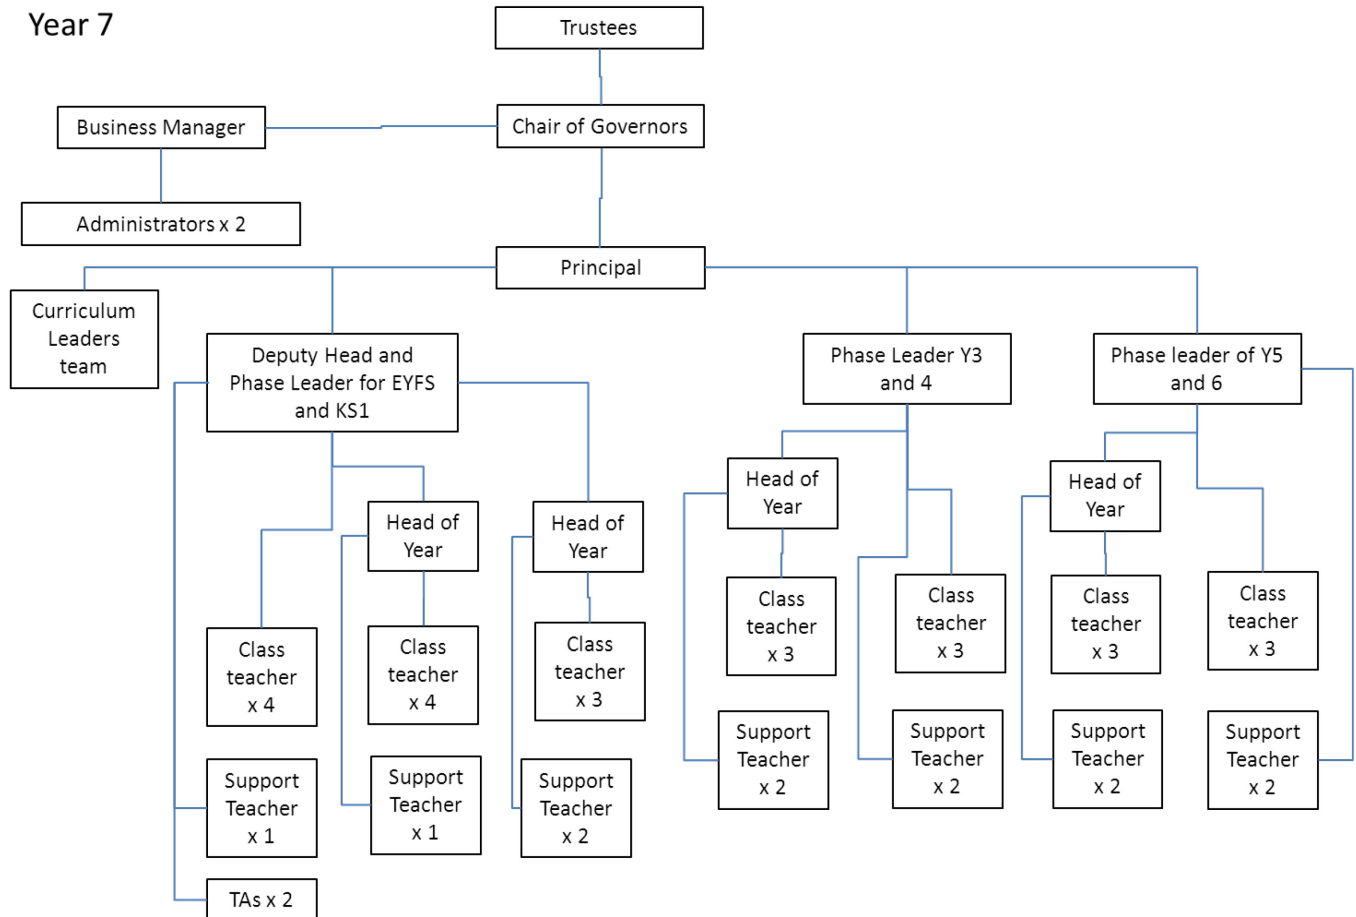 Year 7
Trustees
Business Manager
Chair of Governors
Administrators x 2
Principal
Curriculum
Leaders
team
Deputy Head and
Phase Leader for EYFS
and KS1
Phase Leader Y3
and 4
Phase leader of Y5
and 6
Head of
Year
Head of
Year
Head of
Year
Head of
Year
Class
teacher
x 4
Class
teacher
x 4
Class
teacher
x 3
Class
teacher
x 3
Class
teacher
x 3
Class
teacher
x 3
Class
teacher
x 3
Support
Teacher
x 1
Support
Teacher
x 1
Support
Teacher
x 2
Support
Teacher
x 2
Support
Teacher
x 2
Support
Teacher
x 2
Support
Teacher
x 2
TAs x 2